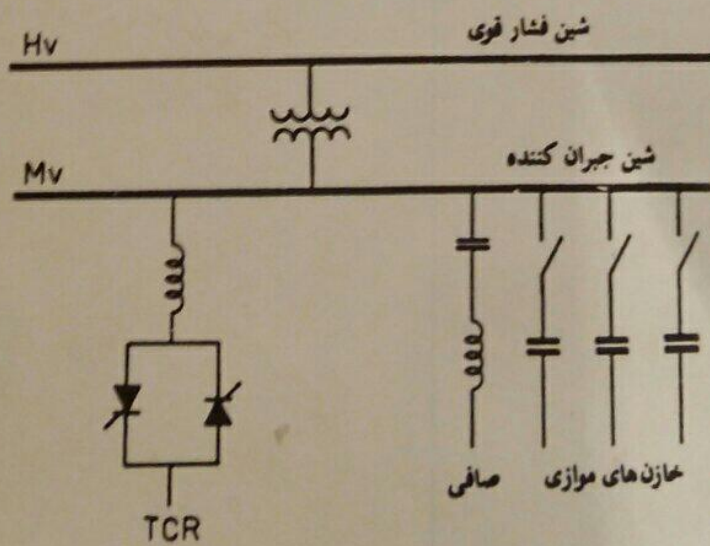 شین فشار قوی
Hv
شین جبران کننده
Mv
صافی
خازن های موازی
TCR